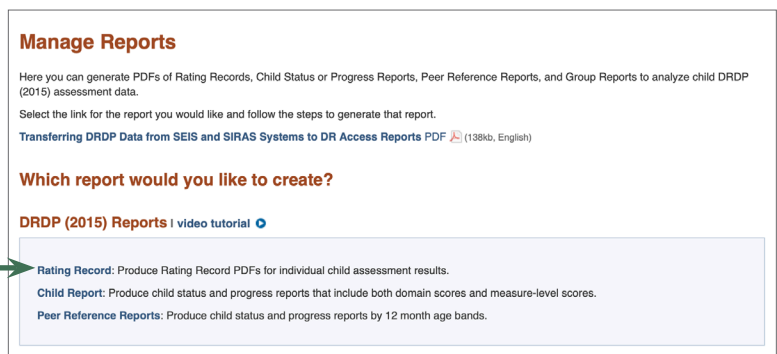 Manage Reports
Here you can generate PDFs of Rating Records, Child Status or Progress Reports, Peer Reference Reports, and Group Reports to analyze child DRDP
(2015) assessment data.
Select the link for the report you would like and follow the steps to generate that report.
Transferring DRDP Data from SEIS and SIRAS Systems to DR Access Reports PDF (138kb, English)
Which report would you like to create?
DRDP (2015) Reports I video tutorial
Rating Record: Produce Rating Record PDFs for individual child assessment results.
Child Report: Produce child status and progress reports that include both domain scores and measure-level scores.
Peer Reference Reports: Produce child status and progress reports by 12 month age bands.